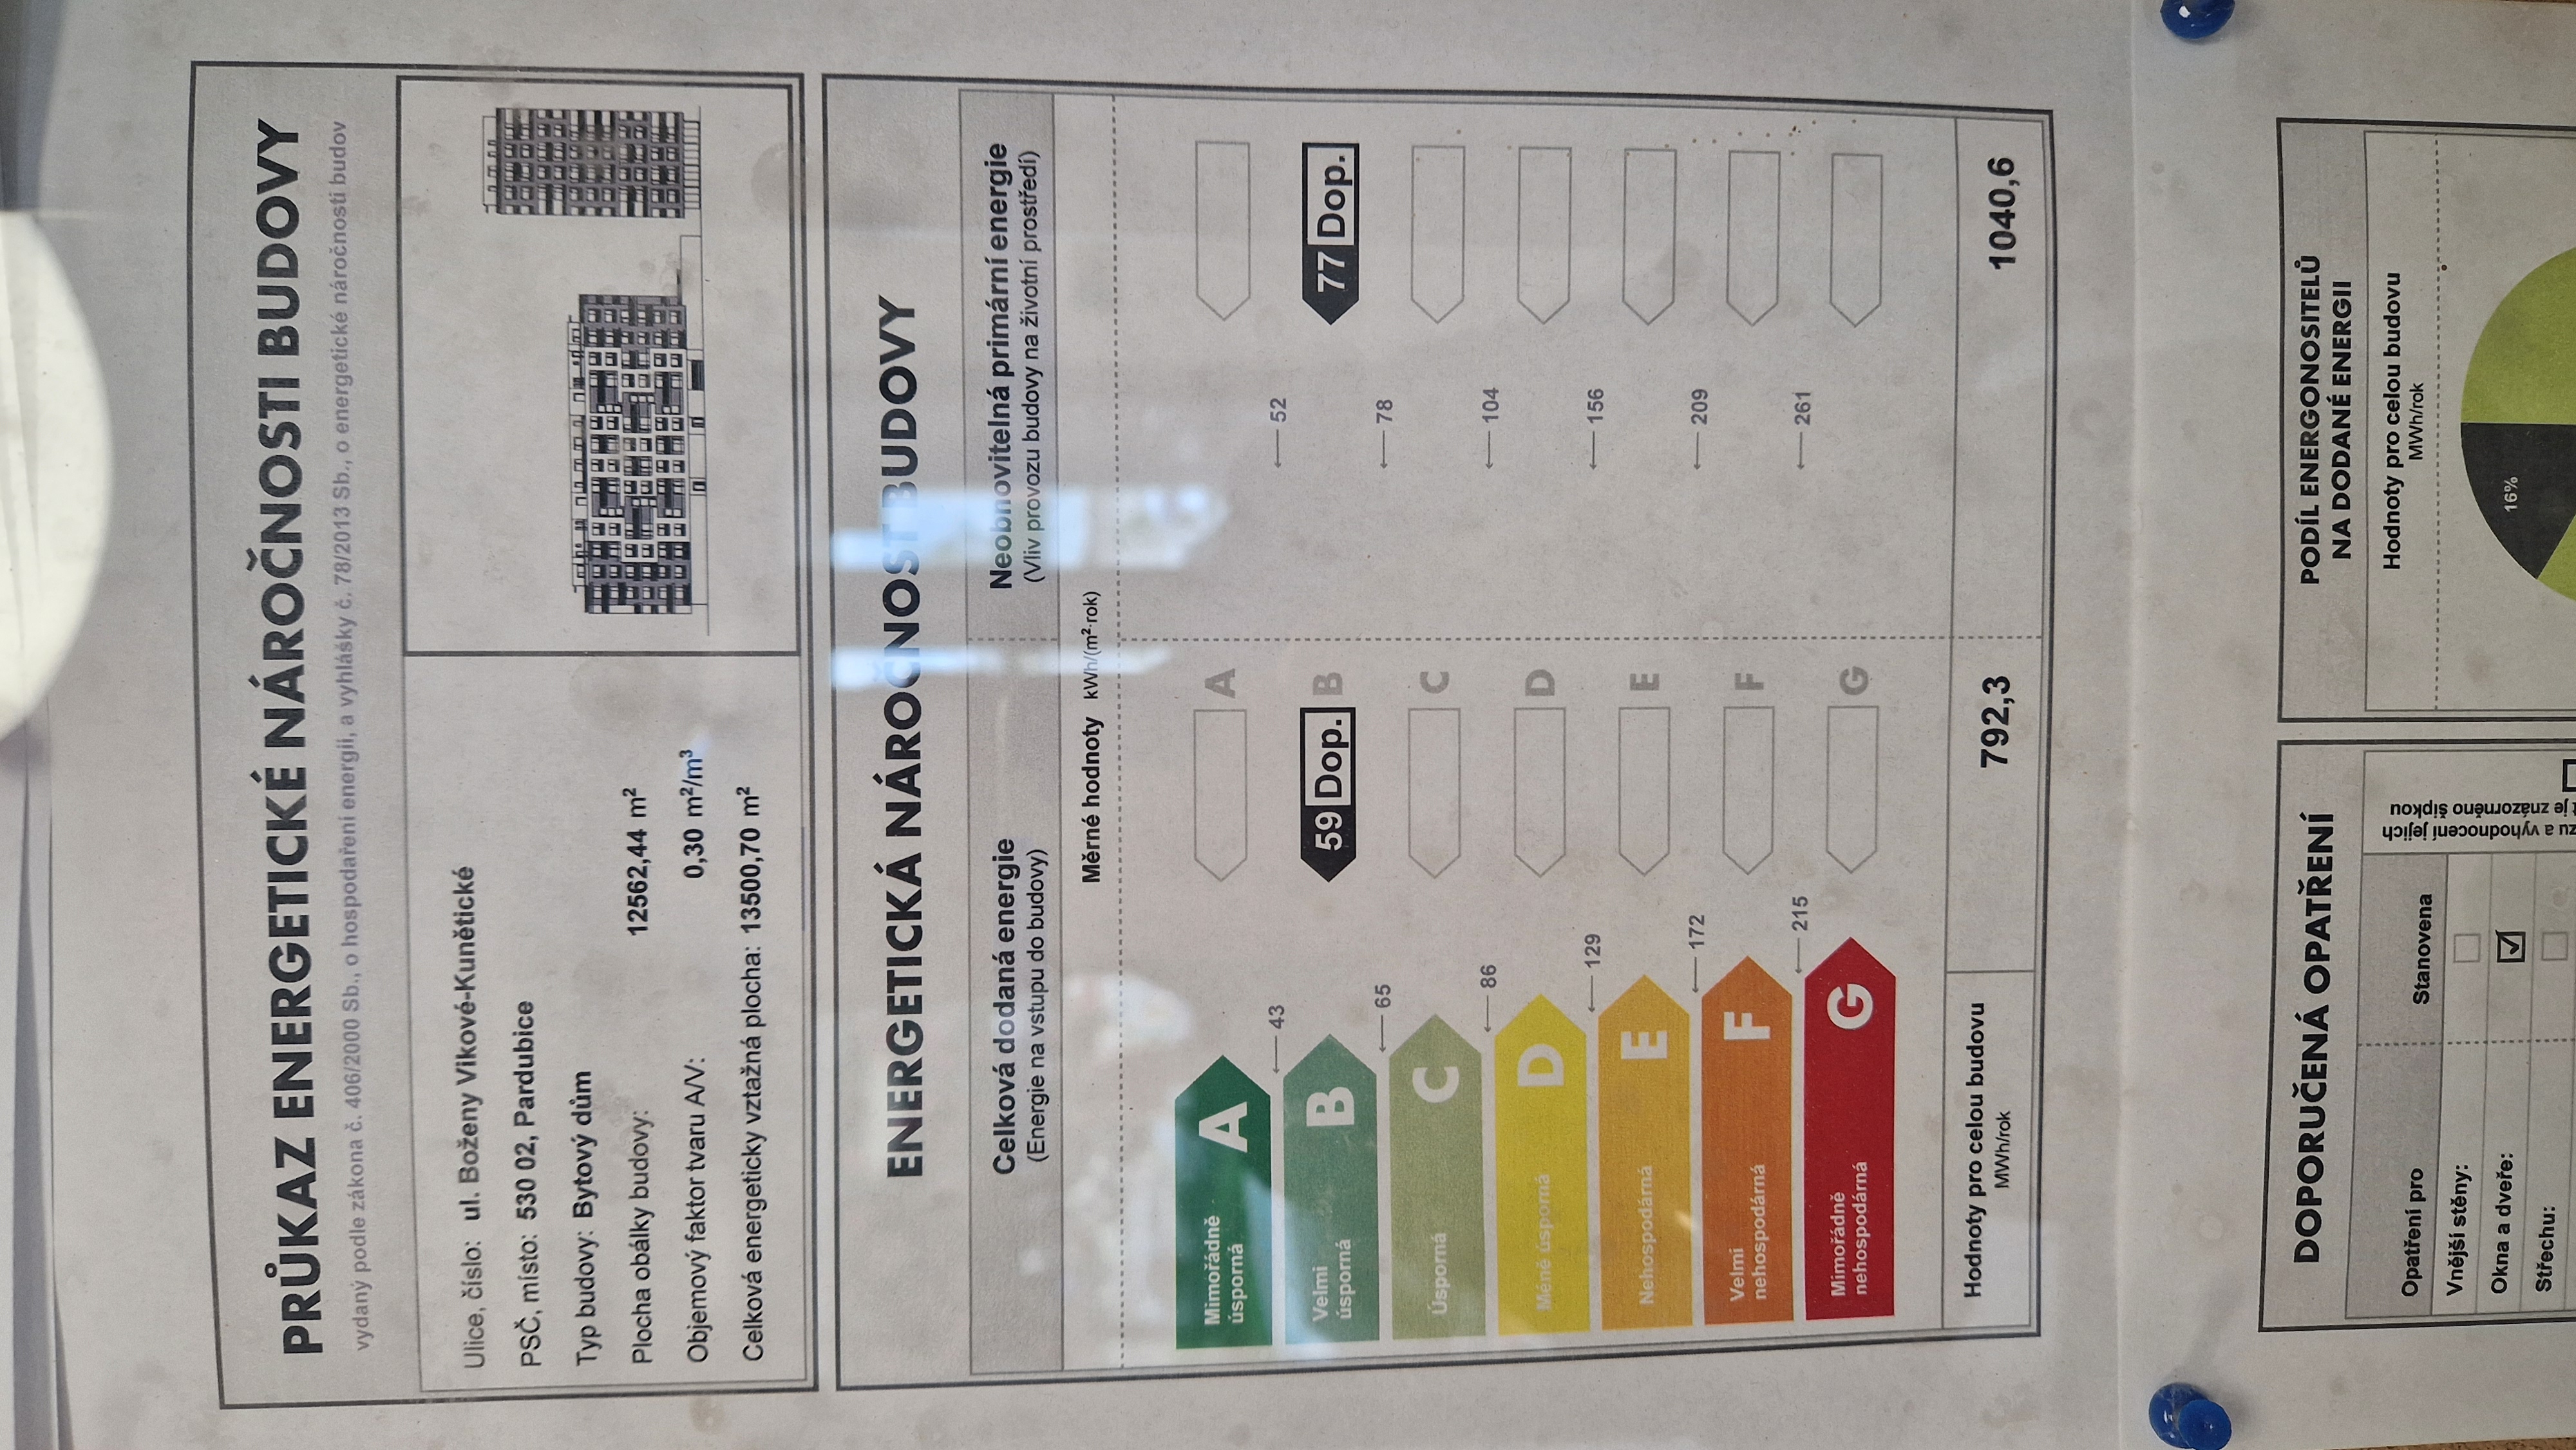 PRŮKAZ ENERGETICKÉ NÁROČNOSTI BUDOVY
vydaný podle zákona č. 406/2000 Sb., o hospodaření energií, a vyhlášky č. 78/2013 Sb., o energetické náročnosti budov
Ulice, číslo: ul. Boženy Vikové-Kunětické
PSČ, místo: 530 02, Pardubice
Typ budovy: Bytový dům
Plocha obálky budovy: 12562,44 m²
Objemový faktor tvaru A/V: 0,30 m²/m³
Celková energeticky vztažná plocha: 13500,70 m²
ENERGETICKÁ NÁROČNOST BUDOVY
Celková dodaná energie
(Energie na vstupu do budovy)
Neobnovitelná primární energie
(Vliv provozu budovy na životní prostředí)
Měrné hodnoty kWh/(m²·rok)
Mimořádně úsporná A A
43 52
Velmi úsporná B 59 Dop. B 77 Dop.
65 78
Úsporná C C
86 104
Méně úsporná D D
129 156
Nehospodárná E E
172 209
Velmi nehospodárná F F
215 261
Mimořádně nehospodárná G G
Hodnoty pro celou budovu
MWh/rok
792,3 1040,6
DOPORUČENÁ OPATŘENÍ
Opatření pro Stanovena
Vnější stěny:
Okna a dveře:
Střechu:
zu a vyhodnocení jejich
je znázorněno šipkou
PODÍL ENERGONOSITELŮ
NA DODANÉ ENERGII
Hodnoty pro celou budovu
MWh/rok
16%